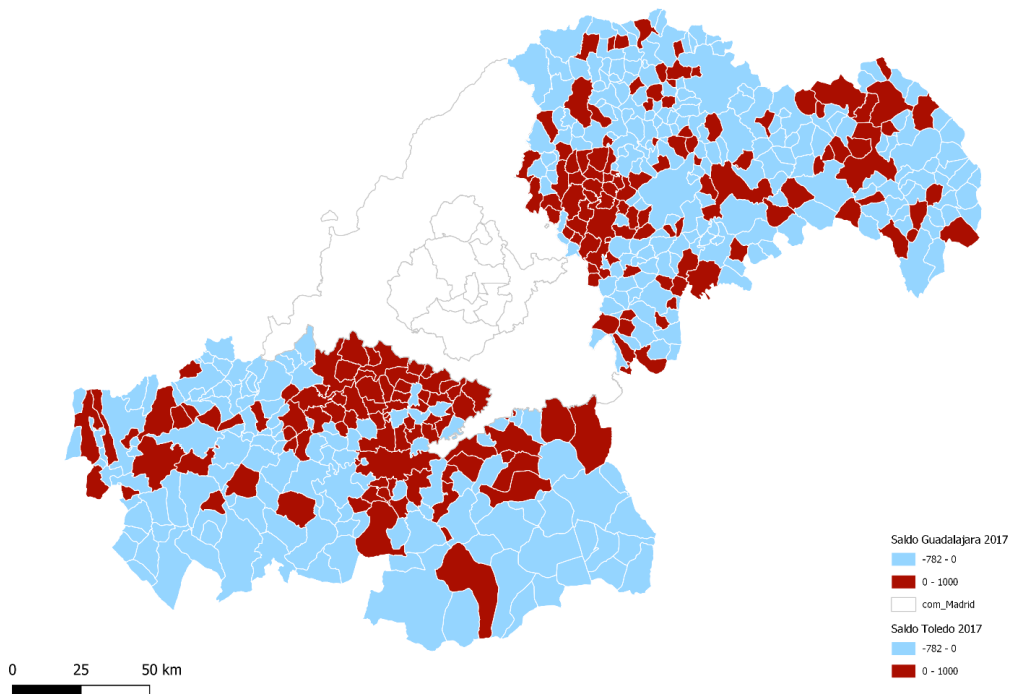 Saldo Guadalajara 2017
-782 - 0
0 - 1000
com_Madrid
Saldo Toledo 2017
-782 - 0
0 - 1000
0 25 50 km